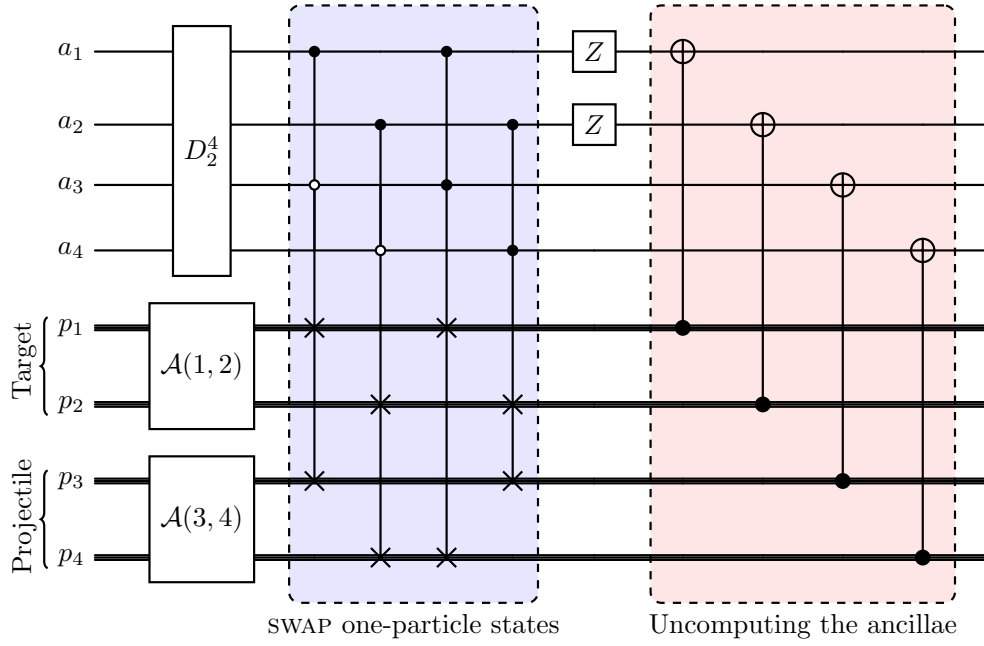 a₁ Z
a₂ Z
D₂⁴
a₃
a₄
Target
p₁
𝒜(1, 2)
p₂
Projectile
p₃
𝒜(3, 4)
p₄
SWAP one-particle states
Uncomputing the ancillae